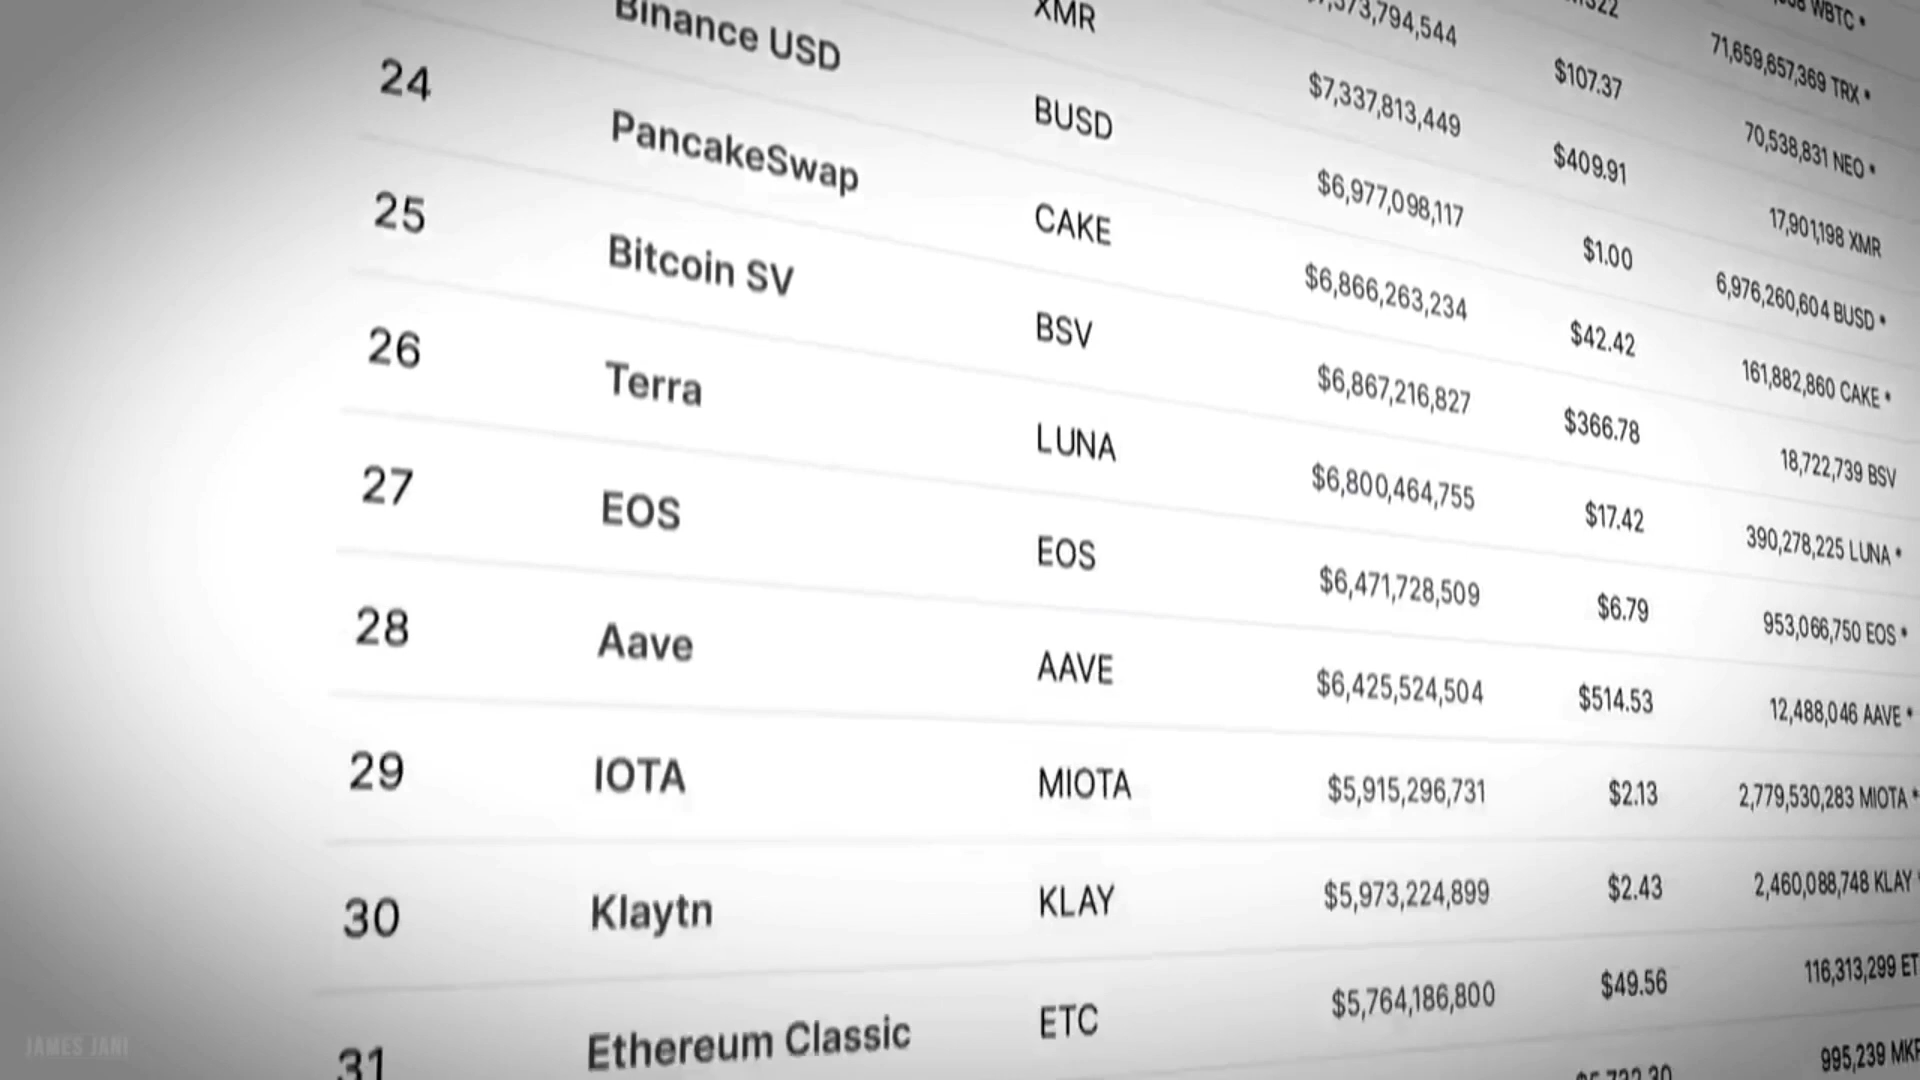 WBTC *
71,659,657,369 TRX *
$107.37 70,538,831 NEO *
XMR $7,337,813,449 $409.91 17,901,198 XMR
Binance USD BUSD $6,977,098,117 $1.00 6,976,260,604 BUSD *
24 PancakeSwap CAKE $6,866,263,234 $42.42 161,882,860 CAKE *
25 Bitcoin SV BSV $6,867,216,827 $366.78 18,722,739 BSV
26 Terra LUNA $6,800,464,755 $17.42 390,278,225 LUNA *
27 EOS EOS $6,471,728,509 $6.79 953,066,750 EOS *
28 Aave AAVE $6,425,524,504 $514.53 12,488,046 AAVE *
29 IOTA MIOTA $5,915,296,731 $2.13 2,779,530,283 MIOTA *
30 Klaytn KLAY $5,973,224,899 $2.43 2,460,088,748 KLAY *
31 Ethereum Classic ETC $5,764,186,800 $49.56 116,313,299 ET
995,239
JAMES JANI